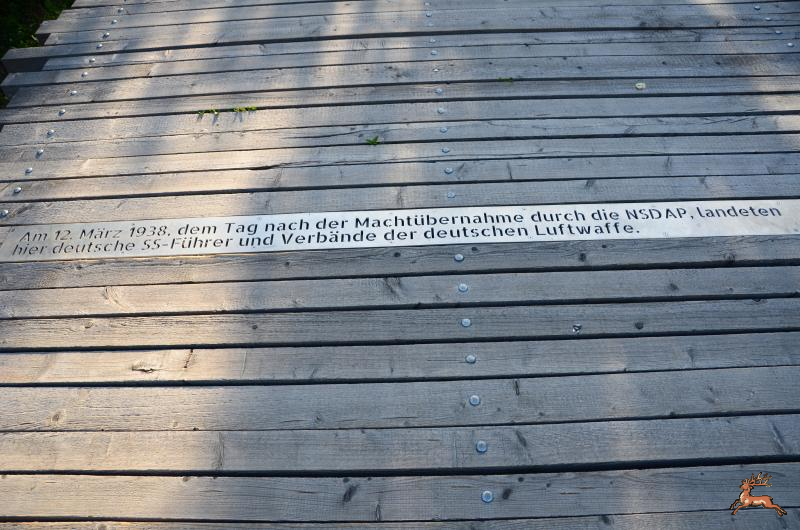 Am 12. März 1938, dem Tag nach der Machtübernahme durch die NSDAP, landeten
hier deutsche SS-Führer und Verbände der deutschen Luftwaffe.